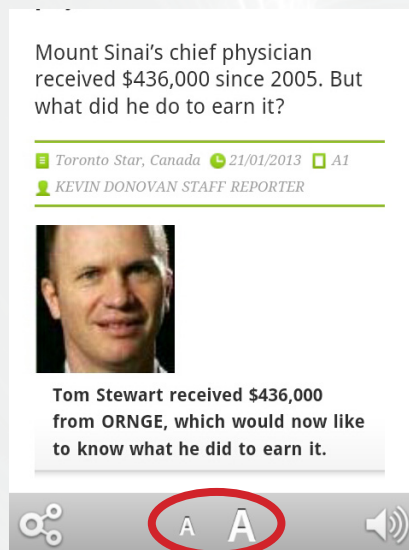 Mount Sinai’s chief physician
received $436,000 since 2005. But
what did he do to earn it?
Toronto Star, Canada 21/01/2013 A1
KEVIN DONOVAN STAFF REPORTER
Tom Stewart received $436,000
from ORNGE, which would now like
to know what he did to earn it.
A A